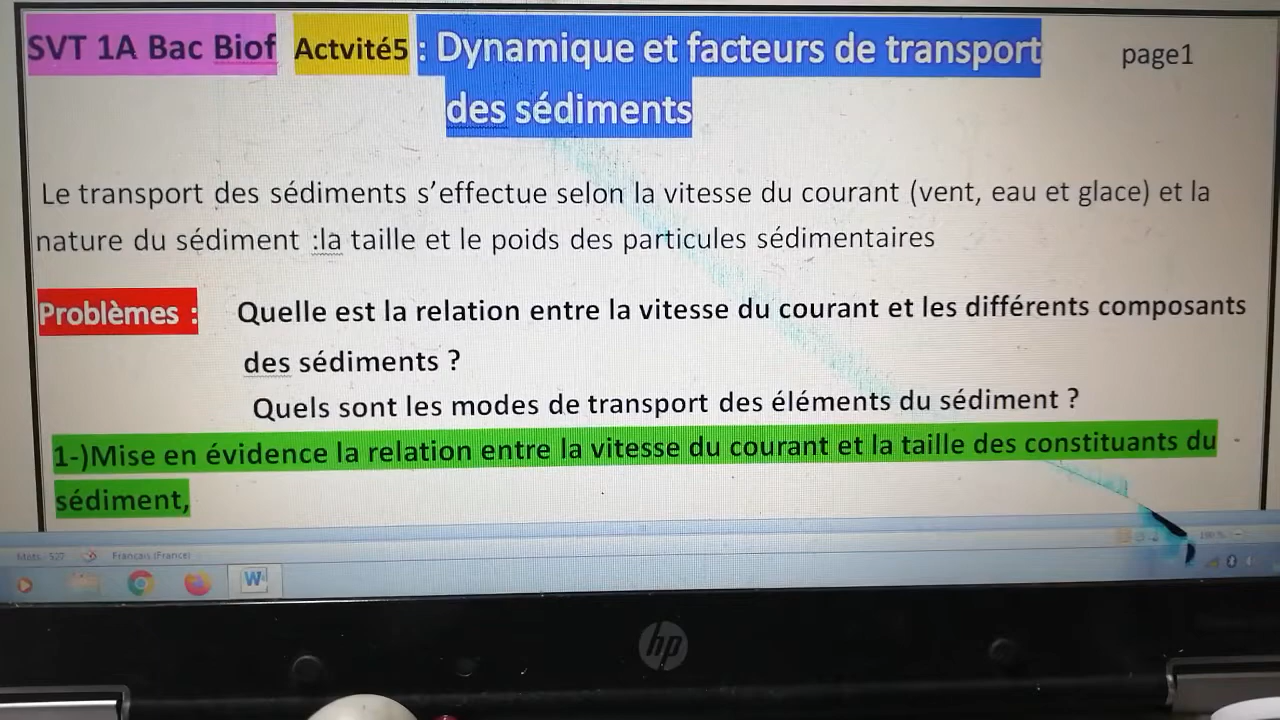 SVT 1A Bac Biof Actvité5 : Dynamique et facteurs de transport page1
des sédiments
Le transport des sédiments s’effectue selon la vitesse du courant (vent, eau et glace) et la
nature du sédiment :la taille et le poids des particules sédimentaires
Problèmes : Quelle est la relation entre la vitesse du courant et les différents composants
des sédiments ?
Quels sont les modes de transport des éléments du sédiment ?
1-)Mise en évidence la relation entre la vitesse du courant et la taille des constituants du
sédiment,
Mots : 527 Français (France) 190 %
W
hp